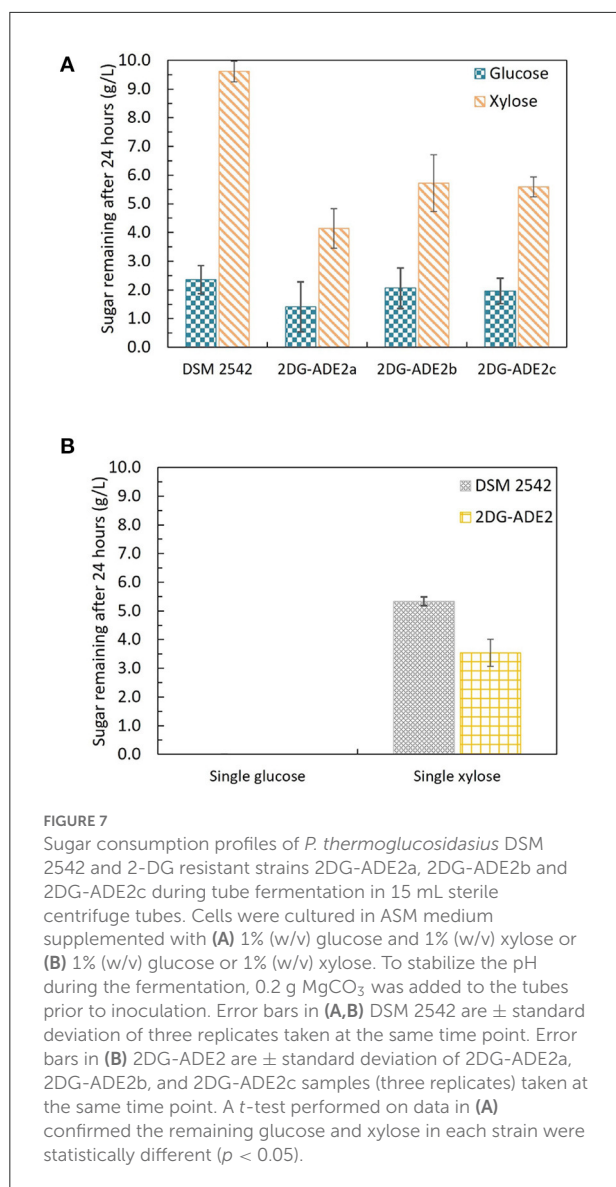 A
Glucose
Xylose
Sugar remaining after 24 hours (g/L)
10.0
9.0
8.0
7.0
6.0
5.0
4.0
3.0
2.0
1.0
0.0
DSM 2542 2DG-ADE2a 2DG-ADE2b 2DG-ADE2c
B
DSM 2542
2DG-ADE2
Sugar remaining after 24 hours (g/L)
10.0
9.0
8.0
7.0
6.0
5.0
4.0
3.0
2.0
1.0
0.0
Single glucose Single xylose
FIGURE 7
Sugar consumption profiles of P. thermoglucosidasius DSM
2542 and 2-DG resistant strains 2DG-ADE2a, 2DG-ADE2b and
2DG-ADE2c during tube fermentation in 15 mL sterile
centrifuge tubes. Cells were cultured in ASM medium
supplemented with (A) 1% (w/v) glucose and 1% (w/v) xylose or
(B) 1% (w/v) glucose or 1% (w/v) xylose. To stabilize the pH
during the fermentation, 0.2 g MgCO₃ was added to the tubes
prior to inoculation. Error bars in (A,B) DSM 2542 are ± standard
deviation of three replicates taken at the same time point. Error
bars in (B) 2DG-ADE2 are ± standard deviation of 2DG-ADE2a,
2DG-ADE2b, and 2DG-ADE2c samples (three replicates) taken at
the same time point. A t-test performed on data in (A)
confirmed the remaining glucose and xylose in each strain were
statistically different (p < 0.05).